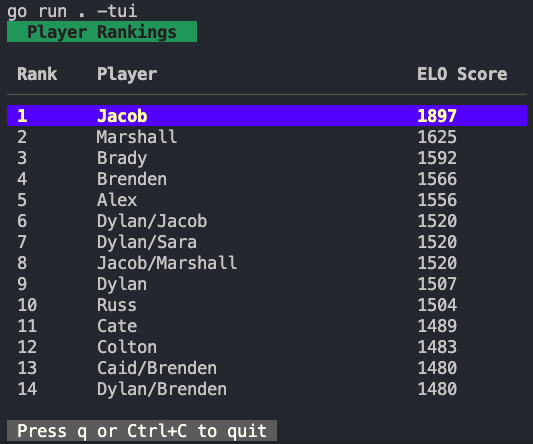 go run . -tui
Player Rankings
Rank Player ELO Score
1 Jacob 1897
2 Marshall 1625
3 Brady 1592
4 Brenden 1566
5 Alex 1556
6 Dylan/Jacob 1520
7 Dylan/Sara 1520
8 Jacob/Marshall 1520
9 Dylan 1507
10 Russ 1504
11 Cate 1489
12 Colton 1483
13 Caid/Brenden 1480
14 Dylan/Brenden 1480
Press q or Ctrl+C to quit